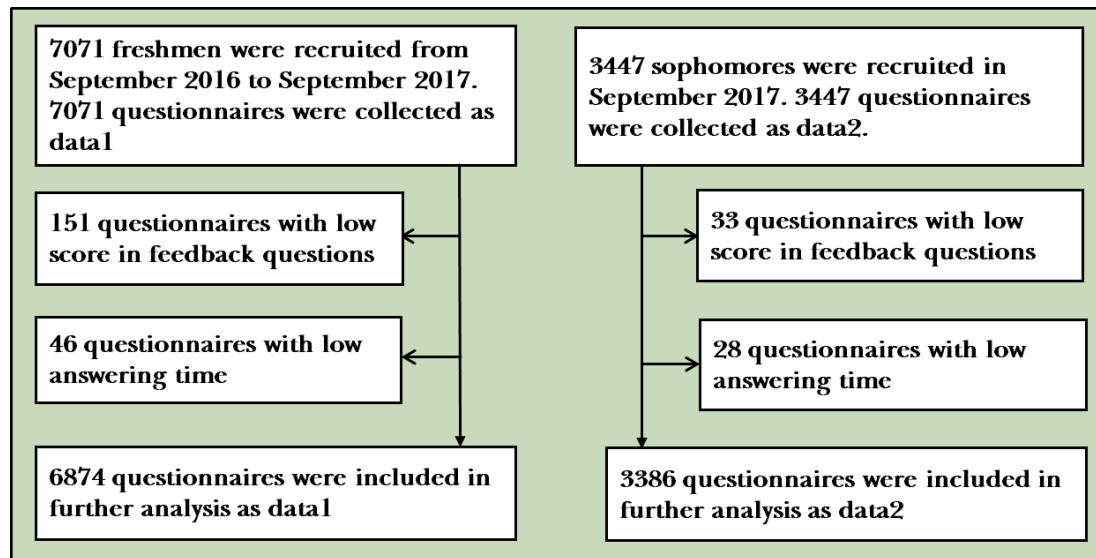 7071 freshmen were recruited from
September 2016 to September 2017.
7071 questionnaires were collected as
data1
3447 sophomores were recruited in
September 2017. 3447 questionnaires
were collected as data2.
151 questionnaires with low
score in feedback questions
33 questionnaires with low
score in feedback questions
46 questionnaires with low
answering time
28 questionnaires with low
answering time
6874 questionnaires were included in
further analysis as data1
3386 questionnaires were included in
further analysis as data2